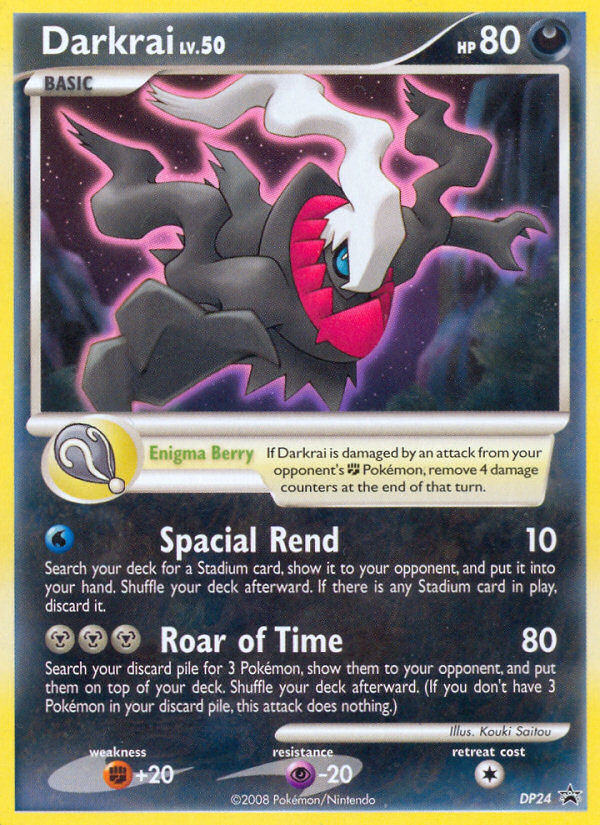 Darkrai LV.50 HP 80
BASIC
Enigma Berry If Darkrai is damaged by an attack from your
opponent's Pokémon, remove 4 damage
counters at the end of that turn.
Spacial Rend 10
Search your deck for a Stadium card, show it to your opponent, and put it into
your hand. Shuffle your deck afterward. If there is any Stadium card in play,
discard it.
Roar of Time 80
Search your discard pile for 3 Pokémon, show them to your opponent, and put
them on top of your deck. Shuffle your deck afterward. (If you don't have 3
Pokémon in your discard pile, this attack does nothing.)
Illus. Kouki Saitou
weakness resistance retreat cost
+20 -20
©2008 Pokémon/Nintendo DP24